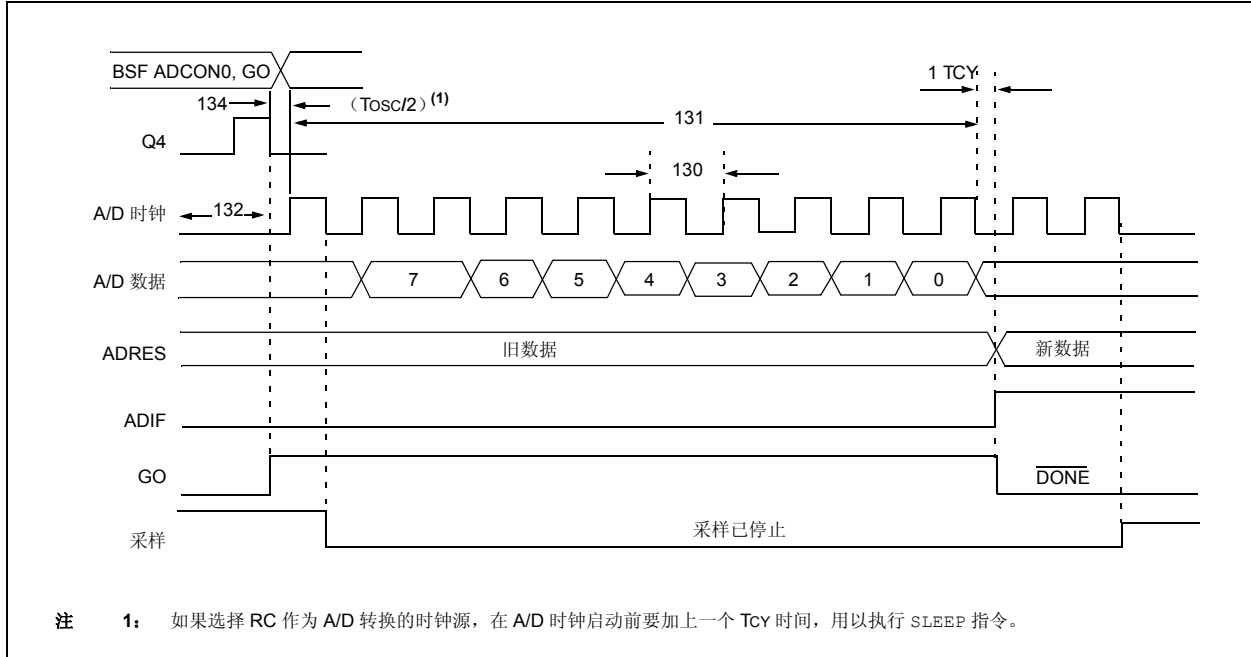 BSF ADCON0, GO
1 TCY
134
（TOSC/2）(1)
131
Q4
130
A/D 时钟
132
A/D 数据
7 6 5 4 3 2 1 0
ADRES
旧数据
新数据
ADIF
GO
DONE
采样
采样已停止
注 1： 如果选择 RC 作为 A/D 转换的时钟源，在 A/D 时钟启动前要加上一个 TCY 时间，用以执行 SLEEP 指令。